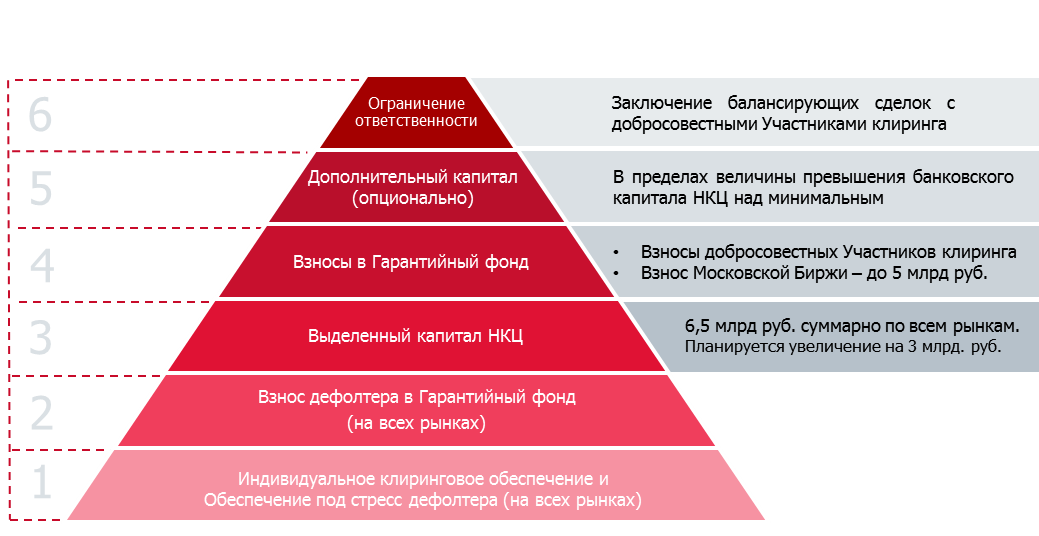 6
Ограничение
ответственности
Заключение балансирующих сделок с
добросовестными Участниками клиринга
5
Дополнительный капитал
(опционально)
В пределах величины превышения банковского
капитала НКЦ над минимальным
4
Взносы в Гарантийный фонд
• Взносы добросовестных Участников клиринга
• Взнос Московской Биржи – до 5 млрд руб.
3
Выделенный капитал НКЦ
6,5 млрд руб. суммарно по всем рынкам.
Планируется увеличение на 3 млрд. руб.
2
Взнос дефолтера в Гарантийный фонд
(на всех рынках)
1
Индивидуальное клиринговое обеспечение и
Обеспечение под стресс дефолтера (на всех рынках)